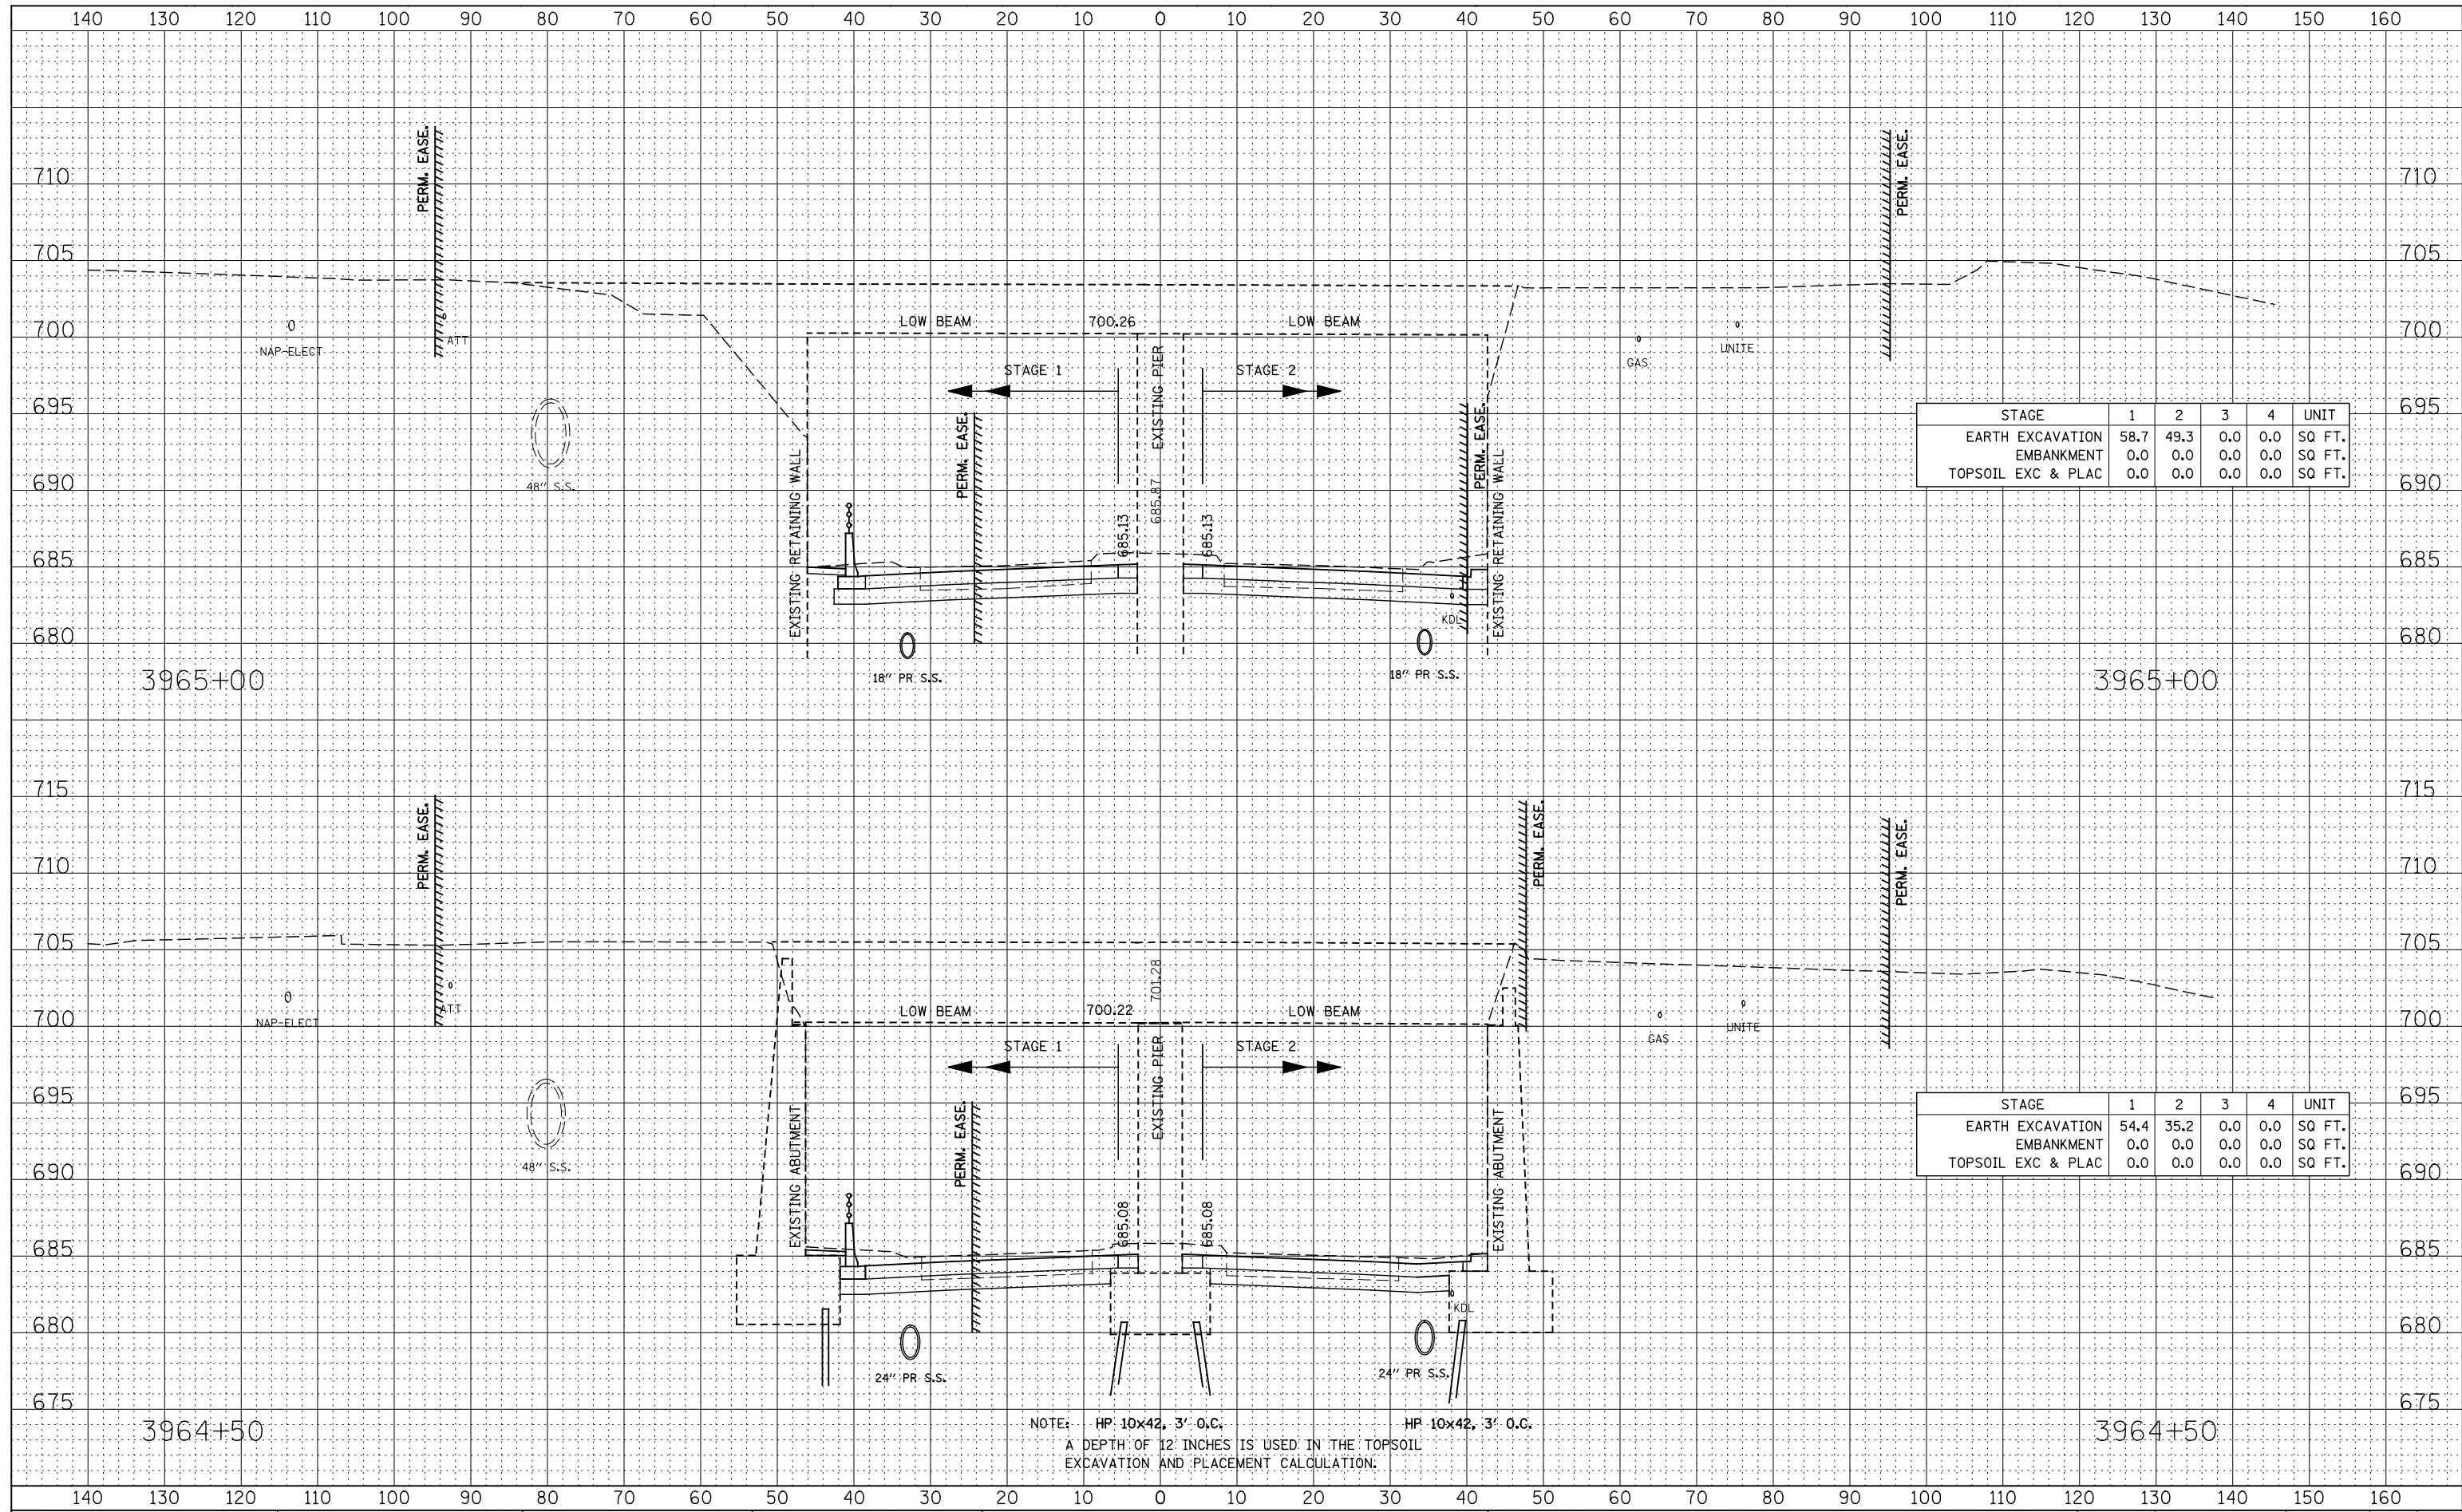 140 130 120 110 100 90 80 70 60 50 40 30 20 10 0 10 20 30 40 50 60 70 80 90 100 110 120 130 140 150 160
PERM. EASE.
PERM. EASE.
710 710
705 705
700 700
NAP-ELECT
ATT
LOW BEAM 700.26 LOW BEAM
GAS
UNITE
EXISTING PIER
STAGE 1 STAGE 2
695 695
PERM. EASE.
PERM. EASE.
STAGE 1 2 3 4 UNIT
EARTH EXCAVATION 58.7 49.3 0.0 0.0 SQ FT.
EMBANKMENT 0.0 0.0 0.0 0.0 SQ FT.
TOPSOIL EXC & PLAC 0.0 0.0 0.0 0.0 SQ FT.
48" S.S.
690 690
EXISTING RETAINING WALL
EXISTING RETAINING WALL
685.87
685.13 685.13
685 685
KDL
680 680
18" PR S.S. 18" PR S.S.
3965+00 3965+00
715 715
PERM. EASE.
PERM. EASE.
PERM. EASE.
710 710
705 705
701.28
NAP-ELECT
ATT
LOW BEAM 700.22 LOW BEAM
GAS
UNITE
700 700
EXISTING PIER
STAGE 1 STAGE 2
695 695
PERM. EASE.
STAGE 1 2 3 4 UNIT
EARTH EXCAVATION 54.4 35.2 0.0 0.0 SQ FT.
EMBANKMENT 0.0 0.0 0.0 0.0 SQ FT.
TOPSOIL EXC & PLAC 0.0 0.0 0.0 0.0 SQ FT.
48" S.S.
690 690
EXISTING ABUTMENT
EXISTING ABUTMENT
685.08 685.08
685 685
KDL
680 680
24" PR S.S. 24" PR S.S.
675 675
3964+50 3964+50
NOTE: HP 10x42, 3' O.C. HP 10x42, 3' O.C.
A DEPTH OF 12 INCHES IS USED IN THE TOPSOIL
EXCAVATION AND PLACEMENT CALCULATION.
140 130 120 110 100 90 80 70 60 50 40 30 20 10 0 10 20 30 40 50 60 70 80 90 100 110 120 130 140 150 160